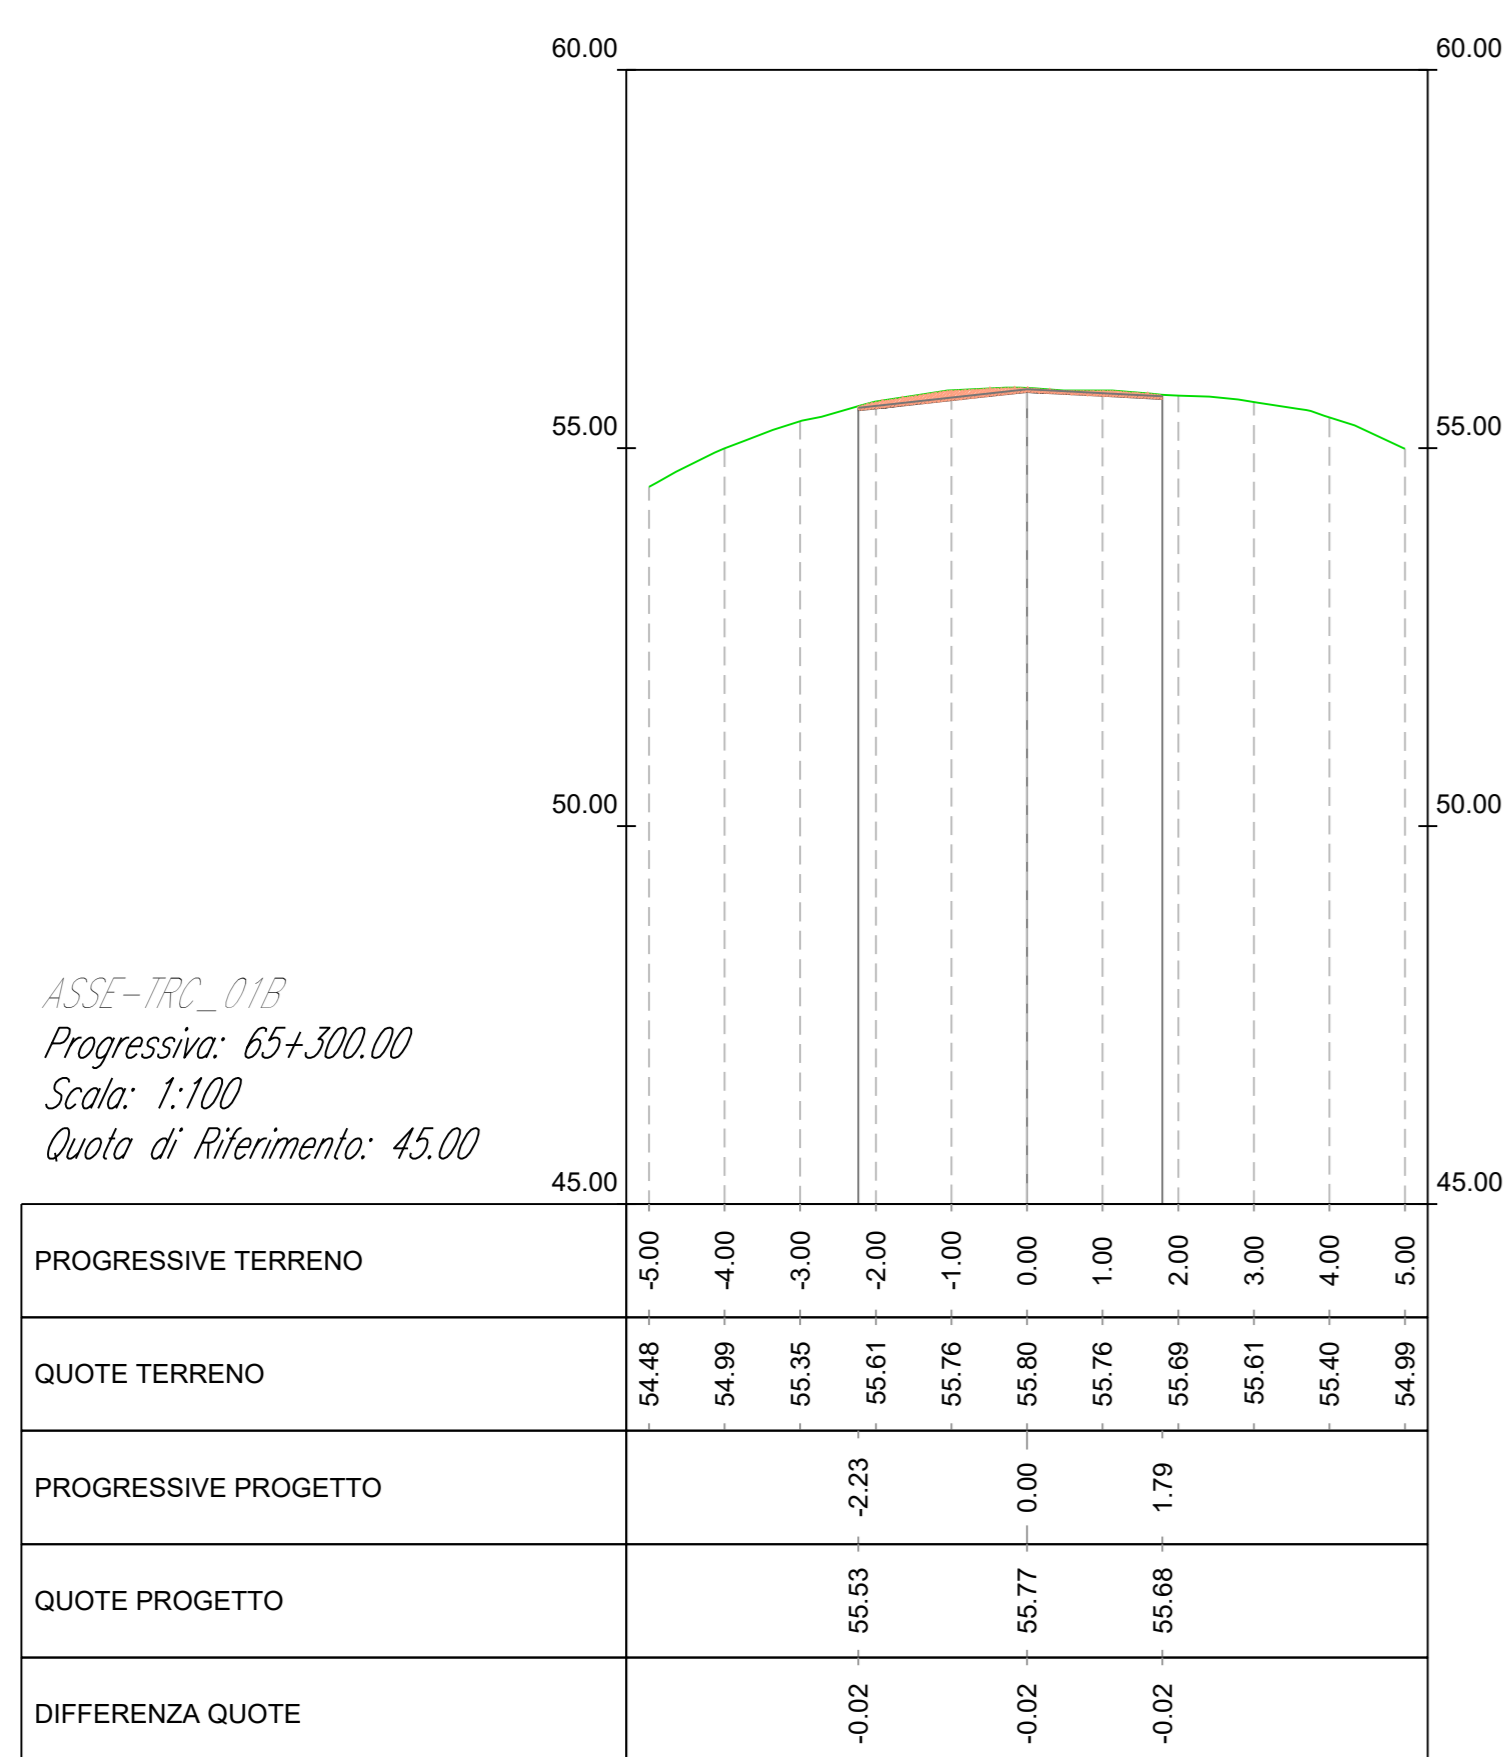 60.00 60.00
55.00 55.00
50.00 50.00
ASSE-TRC_01B
Progressiva: 65+300.00
Scala: 1:100
Quota di Riferimento: 45.00
45.00 45.00
PROGRESSIVE TERRENO -5.00 -4.00 -3.00 -2.00 -1.00 0.00 1.00 2.00 3.00 4.00 5.00
QUOTE TERRENO 54.48 54.99 55.35 55.61 55.76 55.80 55.76 55.69 55.61 55.40 54.99
PROGRESSIVE PROGETTO -2.23 0.00 1.79
QUOTE PROGETTO 55.53 55.77 55.68
DIFFERENZA QUOTE -0.02 -0.02 -0.02